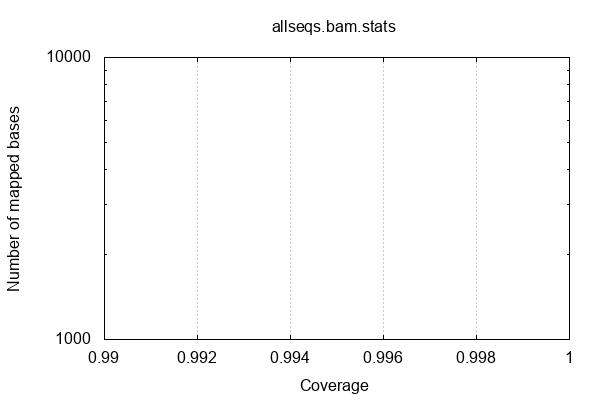 allseqs.bam.stats
10000
Number of mapped bases
1000
0.99 0.992 0.994 0.996 0.998 1
Coverage